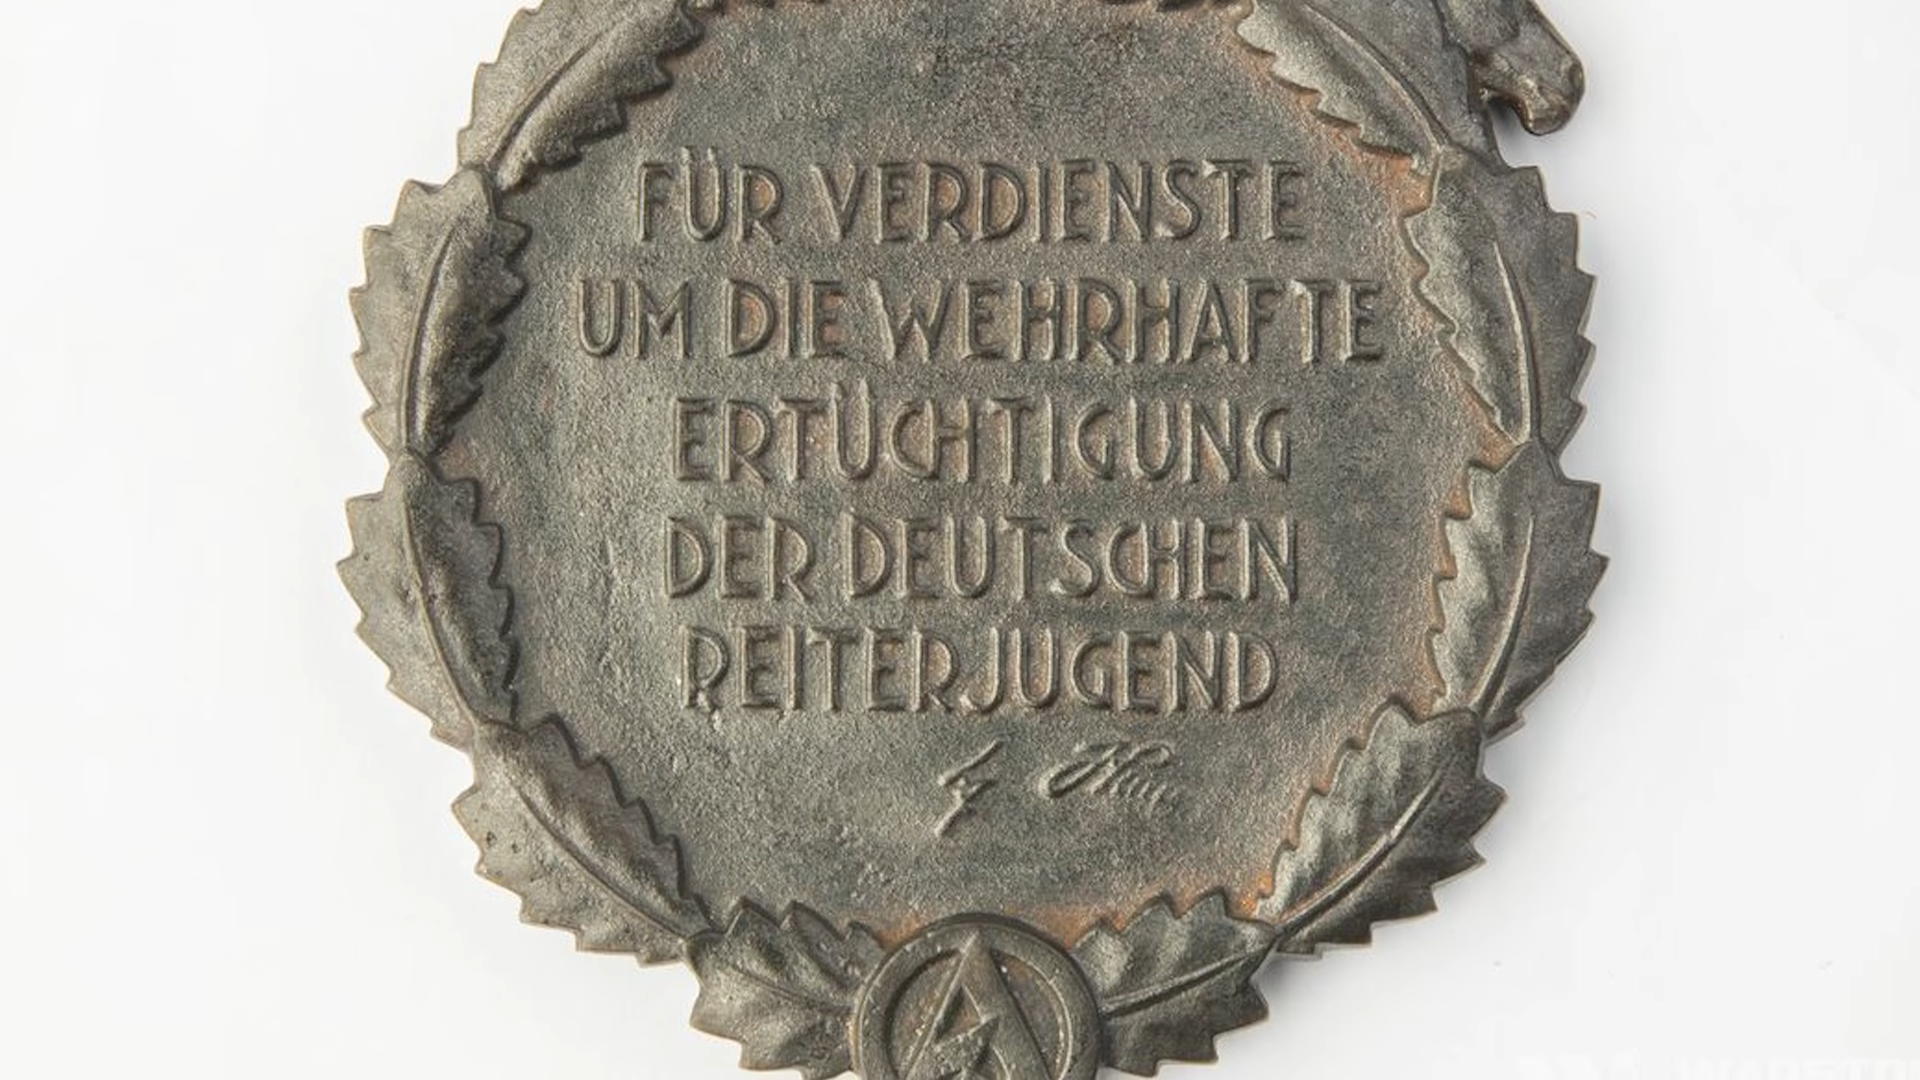 FÜR VERDIENSTE
UM DIE WEHRHAFTE
ERTÜCHTIGUNG
DER DEUTSCHEN
REITERJUGEND